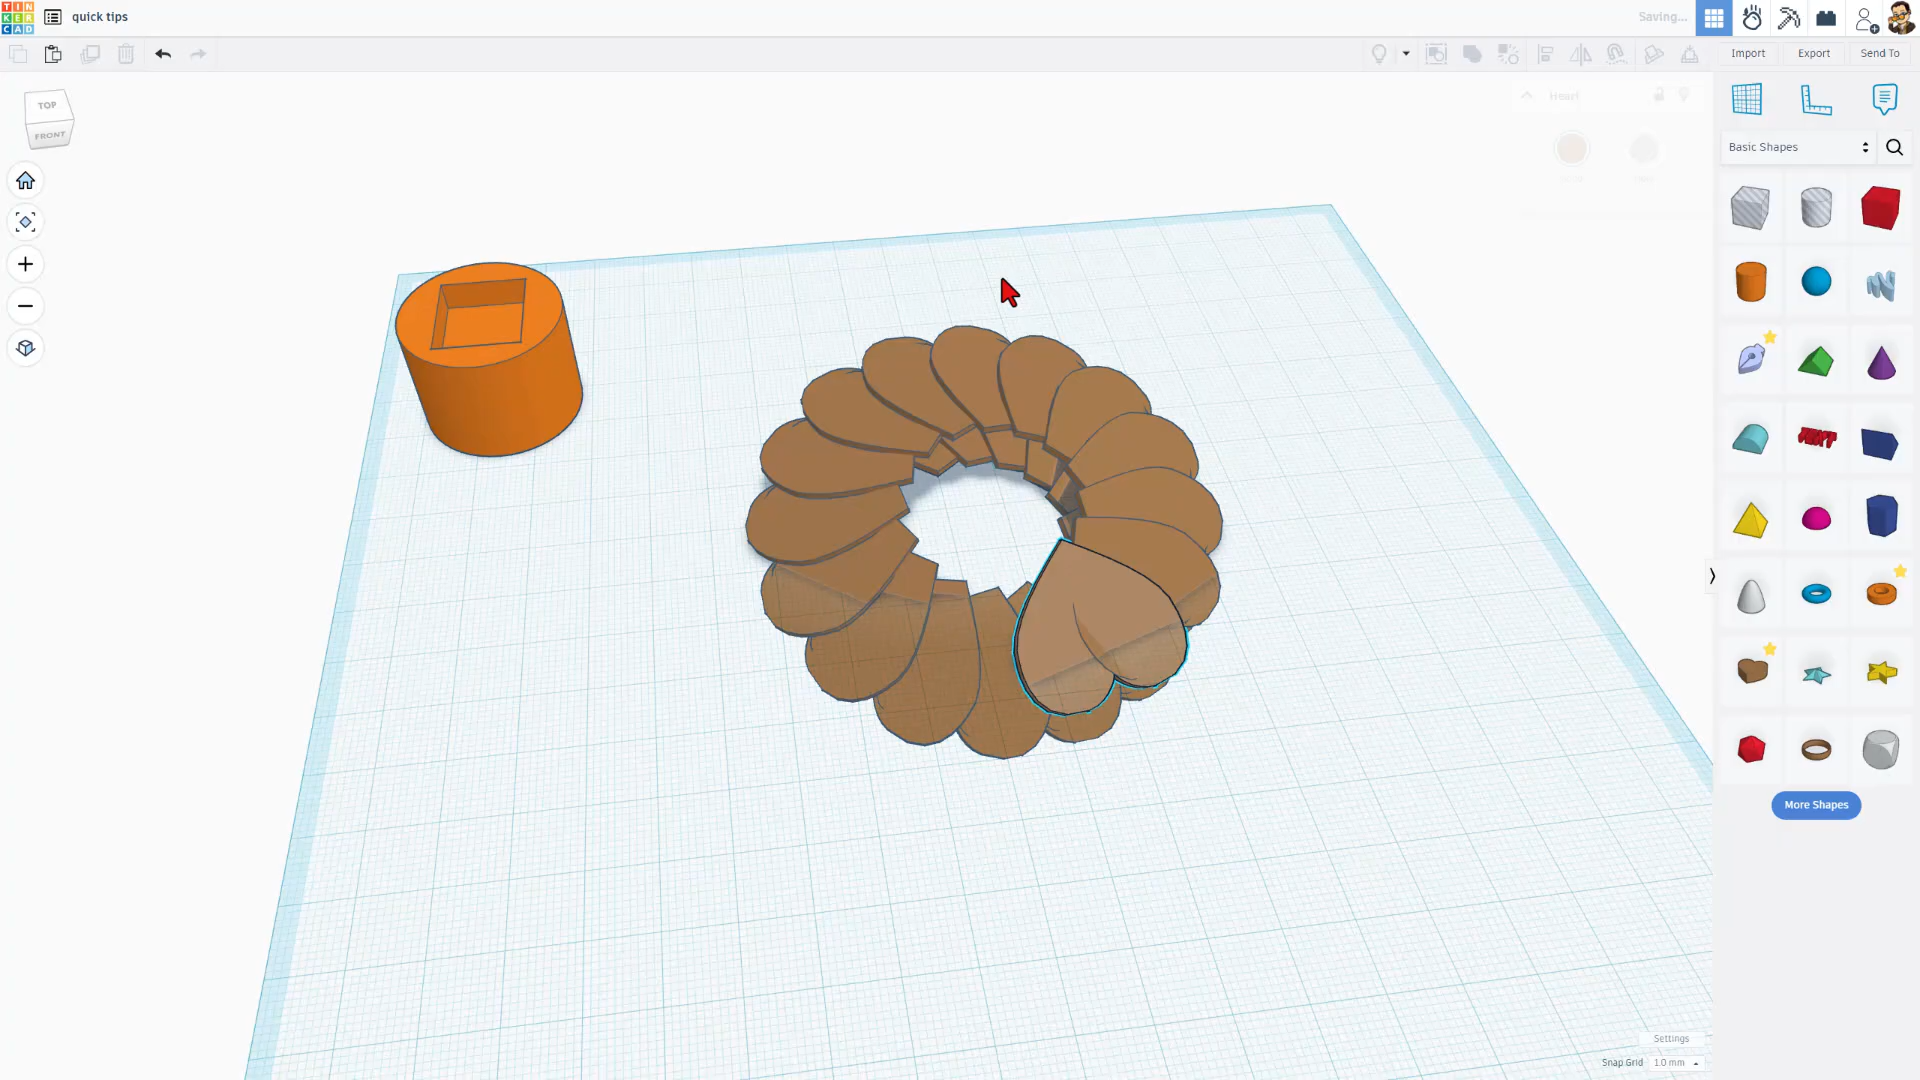 TIN
KER
CAD
quick tips
Saving...
Import
Export
Send To
TOP
FRONT
Heart
Basic Shapes
TEXT
More Shapes
Settings
Snap Grid 1.0 mm